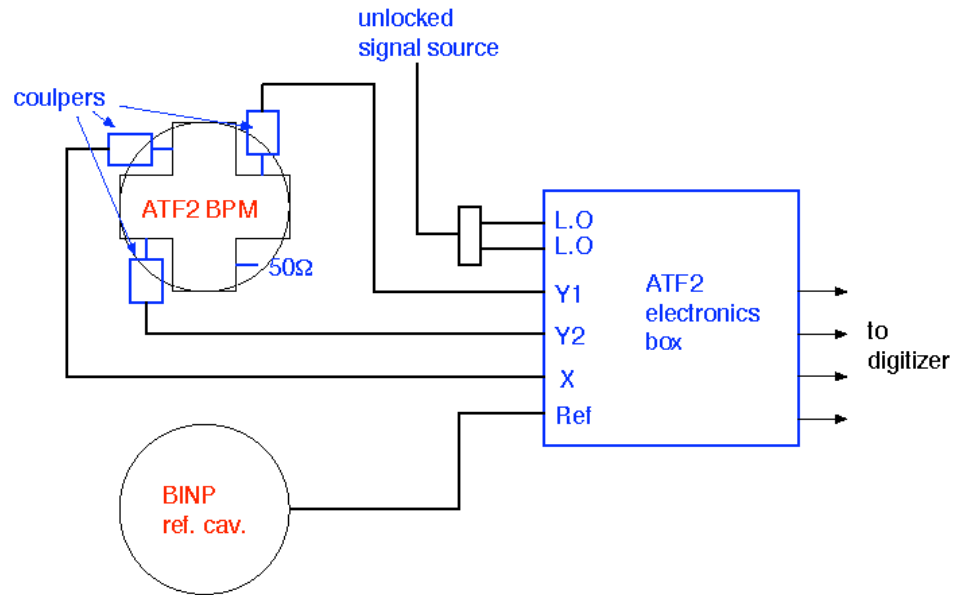 unlocked
signal source
coulpers
ATF2 BPM
50Ω
L.O
L.O
Y1
Y2
X
Ref
ATF2
electronics
box
to
digitizer
BINP
ref. cav.